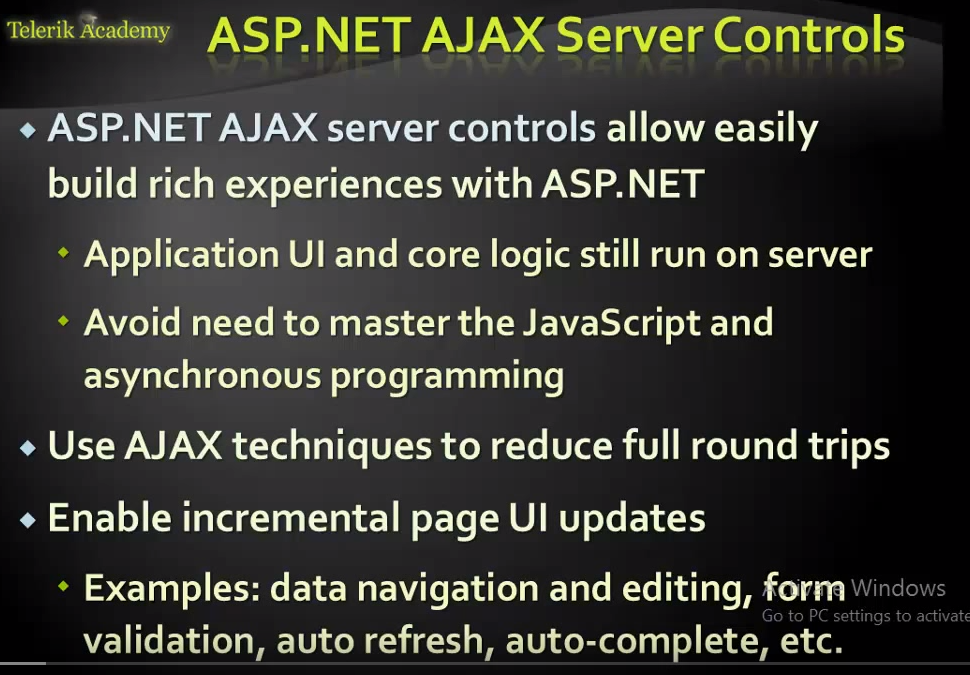 Telerik Academy
ASP.NET AJAX Server Controls
ASP.NET AJAX server controls allow easily
build rich experiences with ASP.NET
Application UI and core logic still run on server
Avoid need to master the JavaScript and
asynchronous programming
Use AJAX techniques to reduce full round trips
Enable incremental page UI updates
Examples: data navigation and editing, form
validation, auto refresh, auto-complete, etc.
Activate Windows
Go to PC settings to activate